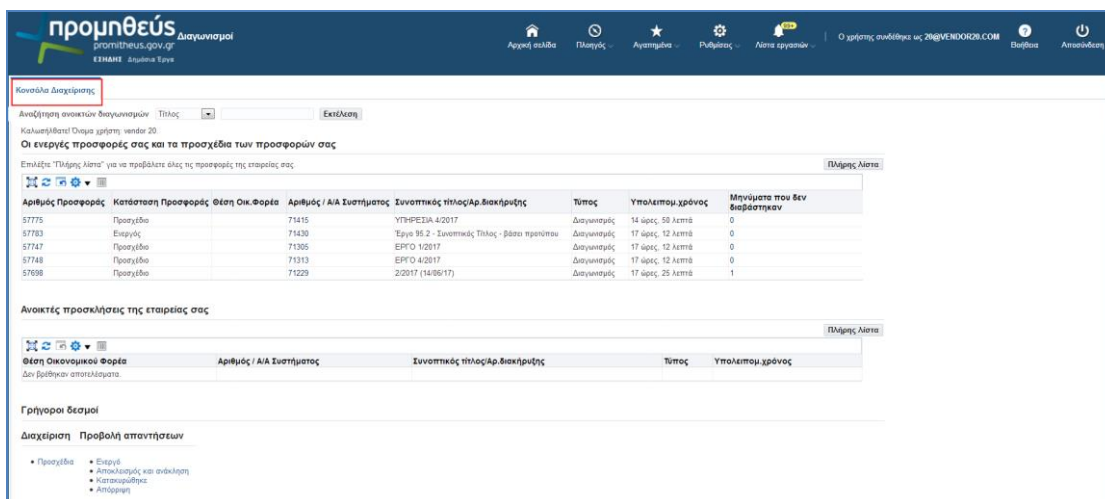 προμηθεύς Διαγωνισμοί
promitheus.gov.gr
ΕΣΗΔΗΣ Δημόσια Έργα
Αρχική σελίδα Πλοηγός Αγαπημένα Ρυθμίσεις Λίστα εργασιών 99+ Ο χρήστης συνδέθηκε ως 20@VENDOR20.COM Βοήθεια Αποσύνδεση
Κονσόλα Διαχείρισης
Αναζήτηση ανοικτών διαγωνισμών Τίτλος Εκτέλεση
Καλωσήλθατε! Όνομα χρήστη: vendor 20.
Οι ενεργές προσφορές σας και τα προσχέδια των προσφορών σας
Επιλέξτε "Πλήρης λίστα" για να προβάλετε όλες τις προσφορές της εταιρείας σας. Πλήρης λίστα
Αριθμός Προσφοράς Κατάσταση Προσφοράς Θέση Οικ.Φορέα Αριθμός / Α/Α Συστήματος Συνοπτικός τίτλος/Αρ.διακήρυξης Τύπος Υπολειπομ.χρόνος Μηνύματα που δεν διαβάστηκαν
57775 Προσχέδιο 71415 ΥΠΗΡΕΣΙΑ 4/2017 Διαγωνισμός 14 ώρες, 50 λεπτά 0
57783 Ενεργός 71430 Έργο 95.2 - Συνοπτικός Τίτλος - βάσει προτύπου Διαγωνισμός 17 ώρες, 12 λεπτά 0
57747 Προσχέδιο 71305 ΕΡΓΟ 1/2017 Διαγωνισμός 17 ώρες, 12 λεπτά 0
57748 Προσχέδιο 71313 ΕΡΓΟ 4/2017 Διαγωνισμός 17 ώρες, 12 λεπτά 0
57698 Προσχέδιο 71229 2/2017 (14/06/17) Διαγωνισμός 17 ώρες, 25 λεπτά 1
Ανοικτές προσκλήσεις της εταιρείας σας
Πλήρης λίστα
Θέση Οικονομικού Φορέα Αριθμός / Α/Α Συστήματος Συνοπτικός τίτλος/Αρ.διακήρυξης Τύπος Υπολειπομ.χρόνος
Δεν βρέθηκαν αποτελέσματα.
Γρήγοροι δεσμοί
Διαχείριση Προβολή απαντήσεων
• Προσχέδια • Ενεργό
• Αποκλεισμός και ανάκληση
• Κατακυρώθηκε
• Απόρριψη